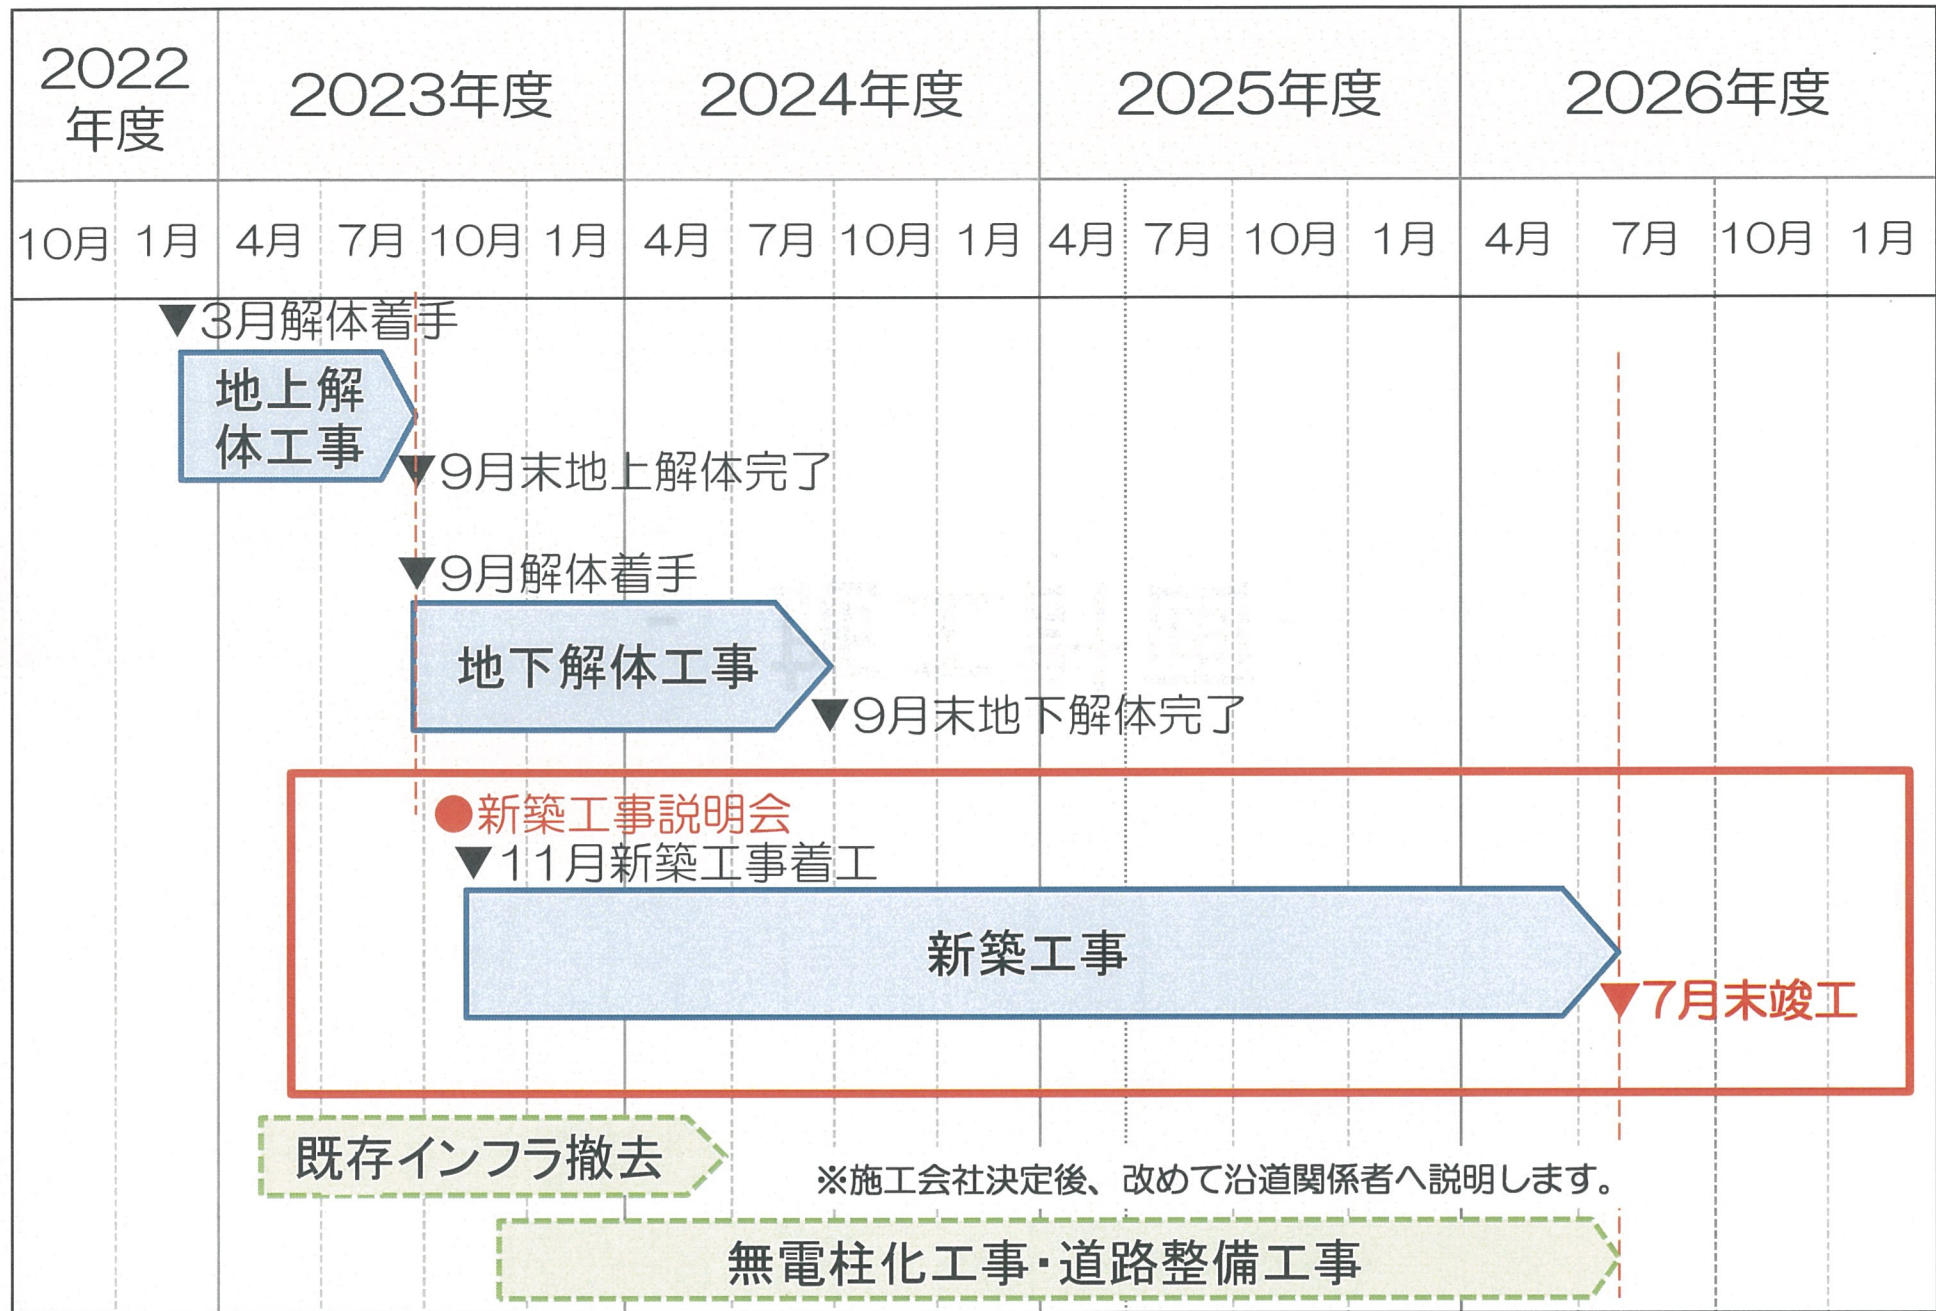 2022
年度
2023年度
2024年度
2025年度
2026年度
10月 1月 4月 7月 10月 1月 4月 7月 10月 1月 4月 7月 10月 1月 4月 7月 10月 1月
▼3月解体着手
地上解
体工事
▼9月末地上解体完了
▼9月解体着手
地下解体工事
▼9月末地下解体完了
●新築工事説明会
▼11月新築工事着工
新築工事
▼7月末竣工
既存インフラ撤去
※施工会社決定後、改めて沿道関係者へ説明します。
無電柱化工事・道路整備工事